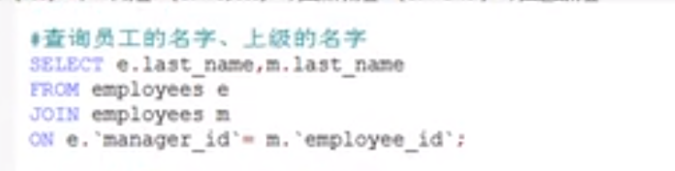 #查询员工的名字、上级的名字
SELECT e.last_name,m.last_name
FROM employees e
JOIN employees m
ON e.`manager_id`= m.`employee_id`;